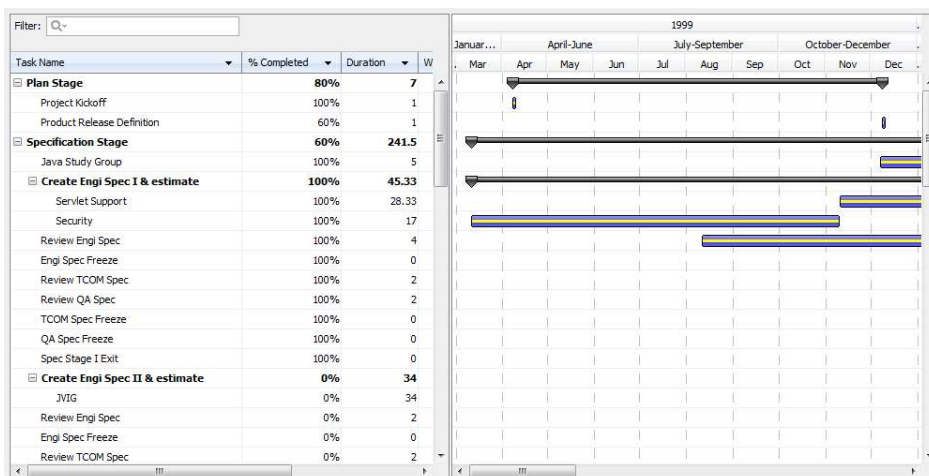 Filter:
1999
Januar... April-June July-September October-December
Task Name % Completed Duration W
Mar Apr May Jun Jul Aug Sep Oct Nov Dec
Plan Stage 80% 7
Project Kickoff 100% 1
Product Release Definition 60% 1
Specification Stage 60% 241.5
Java Study Group 100% 5
Create Engi Spec I & estimate 100% 45.33
Servlet Support 100% 28.33
Security 100% 17
Review Engi Spec 100% 4
Engi Spec Freeze 100% 0
Review TCOM Spec 100% 2
Review QA Spec 100% 2
TCOM Spec Freeze 100% 0
QA Spec Freeze 100% 0
Spec Stage I Exit 100% 0
Create Engi Spec II & estimate 0% 34
JVIG 0% 34
Review Engi Spec 0% 2
Engi Spec Freeze 0% 0
Review TCOM Spec 0% 2